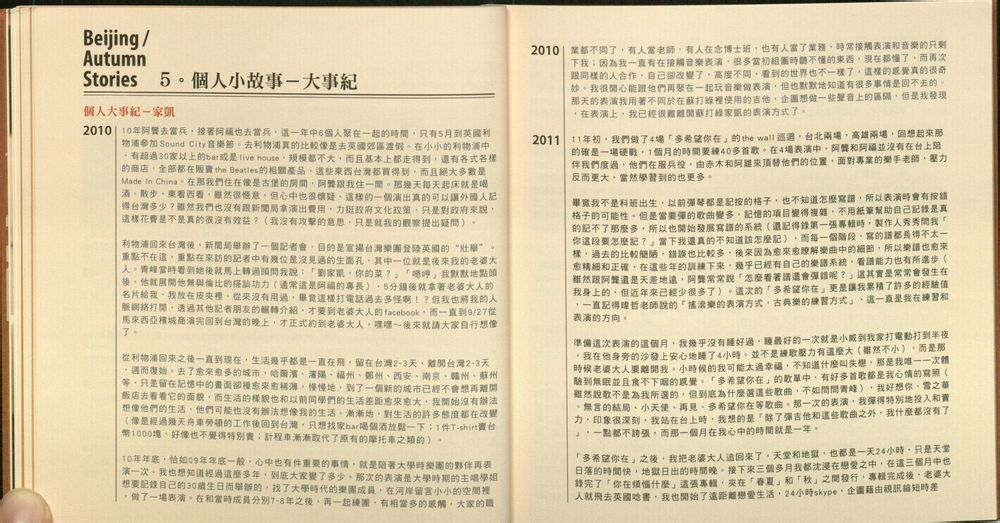 Beijing /
Autumn
Stories 5。個人小故事－大事紀
個人大事紀－家凱
2010
10年阿龔去當兵，接著阿福也去當兵，這一年中6個人聚在一起的時間，只有5月到英國利
物浦參加 Sound City音樂節。去利物浦真的比較像是去英國郊區渡假。在小小的利物浦中
，有超過30家以上的bar或是live house，規模都不大，而且基本上都走得到，還有各式各樣
的商店，全部都在販賣the Beatles的相關產品，這些東西台灣都買得到，而且絕大多數是
Made In China。在那我們住在像是古堡的房間，阿龔跟我住一間。那幾天每天起床就是喝
酒、散步，東看西看，雖然很愜意，但心中也很懷疑，這樣的一個演出真的可以讓外國人記
得台灣多少？雖然我們也沒有跟新聞局拿演出費用，力挺政府文化政策，只是對政府來說，
這樣花費是不是真的很沒有效益？（我沒有攻擊的意思，只是就我的觀察提出疑問）。
利物浦回來台灣後，新聞局舉辦了一個記者會，目的是宣揚台灣樂團登陸英國的“壯舉”。
重點不在這，重點在來訪的記者中有幾位是沒見過的生面孔，其中一位就是後來我的老婆大
人。青峰當時看到她後就馬上轉過頭問我說：「劉家凱，你的菜？」「嗯哼」我默默地點頭
後，他就展開他無與倫比的搭訕功力（通常這是阿福的專長），5分鐘後就拿著老婆大人的
名片給我，我放在皮夾裡，從來沒有用過，畢竟這樣打電話過去多怪啊！？但我也將我的人
脈網絡打開，透過其他記者朋友的輾轉介紹，才要到老婆大人的facebook，而一直到9/27從
馬來西亞檳城商演完回到台灣的晚上，才正式約到老婆大人，嘿嘿～後來就請大家自行想像
了。
從利物浦回來之後一直到現在，生活幾乎都是一直在飛，留在台灣2-3天，離開台灣2-3天
，週而復始。去了愈來愈多的城市，哈爾濱、瀋陽、福州、鄭州、西安、南京、贛州、蘇州
等，只是留在記憶中的畫面卻種愈來愈稀薄，慢慢地，到了一個新的城市已經不會想再離開
飯店去看看它的面貌，而生活的樣貌也和以前同學們的生活差距愈來愈大，我開始沒有辦法
想像他們的生活，他們可能也沒有辦法想像我的生活。漸漸地，對生活的許多態度都在改變
（像是經過幾天舟車勞頓的工作後回到台灣，只想找家bar喝個酒放鬆一下；1件T-shirt賣台
幣1000塊，好像也不覺得特別貴；計程車漸漸取代了原有的摩托車之類的）。
10年年底，恰如09年年底一般，心中也有件重要的事情，就是陪著大學時樂團的夥伴再表
演一次。我也想知道經過這麼多年，到底大家變了多少。那次的表演是大學時期的主唱學姐
想要記錄自己的30歲生日而舉辦的，找了大學時代的樂團成員，在河岸留言小小的空間裡
，做了一場表演。在和當時成員分別7-8年之後，再一起練團，有相當多的感觸，大家的職
2010
業都不同了，有人當老師，有人在念博士班，也有人當了業務，時常接觸表演和音樂的只剩
下我；因為我一直有在接觸音樂表演，很多當初組團時聽不懂的東西，現在都懂了，而再次
跟同樣的人合作，自己卻改變了，高度不同，看到的世界也不一樣了，這樣的感覺真的很奇
妙。我很開心能跟他們再聚在一起玩音樂做表演，但也默默地知道有很多事情是回不去的。
那天的表演我用著不同於在蘇打綠裡使用的吉他，企圖想做一些聲音上的區隔，但是我發現
，在表演上，我已經很難離開蘇打綠家凱的表演方式了。
2011
11年初，我們做了4場「多希望你在」的the wall巡迴，台北兩場，高雄兩場，回想起來那
的確是一場硬戰，1個月的時間要練40多首歌。在4場表演中，阿龔和阿福並沒有在台上陪
伴我們度過，他們在服兵役，由赤木和阿雞來頂替他們的位置，面對專業的樂手老師，壓力
反而更大，當然學習到的也更多。
畢竟我不是科班出生，以前彈琴都是記按的格子，也不知道怎麼寫譜，所以表演時會有按錯
格子的可能性。但是當要彈的歌曲變多，記憶的項目變得複雜，不用紙筆幫助自己記錄是真
的記不了那麼多，所以也開始發展寫譜的系統（還記得錄第一張專輯時，製作人秀秀問我「
你這段要怎麼記？」當下我還真的不知道該怎麼記），而每一個階段，寫的譜都長得不太一
樣，過去的比較醜陋，錯誤也比較多，後來因為愈來愈瞭解樂曲中的細節，所以樂譜也愈來
愈精細和正確，在這些年的訓練下來，幾乎已經有自己的樂譜系統，看譜能力也有所進步（
雖然跟阿龔還是天差地遠，阿龔常常說「怎麼看著譜還會彈錯呢？」這其實是常常會發生在
我身上的，但近年來已經少很多了）。這次的「多希望你在」更是讓我累積了許多的經驗值
，一直記得暐哲老師說的「搖滾樂的表演方式，古典樂的練習方式」，這一直是我在練習和
表演的方向。
準備這次表演的這個月，我幾乎沒有睡好過，睡最好的一次就是小威到我家打電動打到半夜
，我在他身旁的沙發上安心地睡了4小時。並不是練歌壓力有這麼大（雖然不小），而是那
時候老婆大人要離開我。小時候的我可能太過幸福，不知道什麼叫失戀，那是我唯一一次體
驗到無眠並且食不下咽的感覺。「多希望你在」的歌單中，有好多首歌都是我心情的寫照（
雖然說歌不是為我所選的，但到底為什麼選這些歌曲，不如問問青峰），我好想你、雪之華
、無言的結局、小天使、再見、多希望你在等歌曲。那一次的表演，我彈得特別地投入和賣
力，印象很深刻，我站在台上時，我想的是「除了彈吉他和這些歌曲之外，我什麼都沒有了
」，一點都不誇張，而那一個月在我心中的時間就是一年。
「多希望你在」之後，我把老婆大人追回來了，天堂和地獄，也都是一天24小時，只是天堂
日落的時間快，地獄日出的時間晚。接下來三個多月我都沈浸在戀愛之中，在這三個月中也
錄完了「你在煩惱什麼」這張專輯，夾在「春夏」和「秋」之間發行，專輯完成後，老婆大
人就飛去英國唸書，我也開始了遠距離戀愛生活，24小時skype，企圖藉由視訊縮短時差